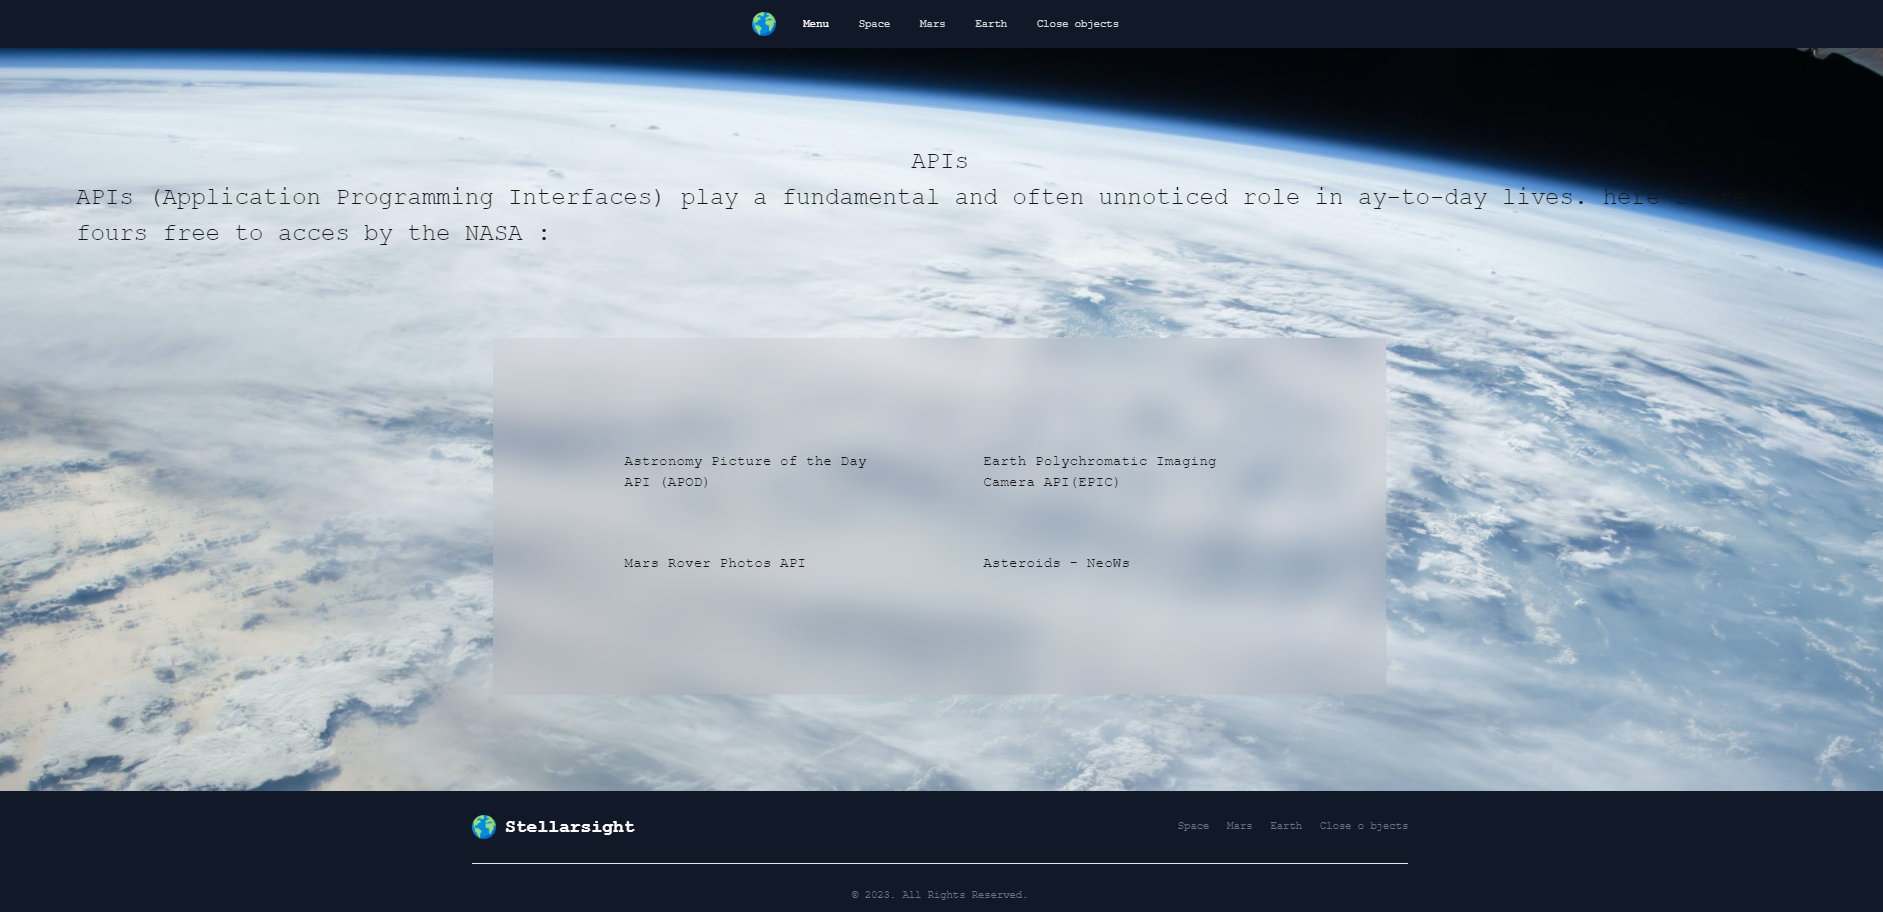 Menu Space Mars Earth Close objects
APIs
APIs (Application Programming Interfaces) play a fundamental and often unnoticed role in ay-to-day lives. here
fours free to acces by the NASA :
Astronomy Picture of the Day
API (APOD)
Earth Polychromatic Imaging
Camera API(EPIC)
Mars Rover Photos API
Asteroids - NeoWs
Stellarsight
Space Mars Earth Close o bjects
© 2023. All Rights Reserved.